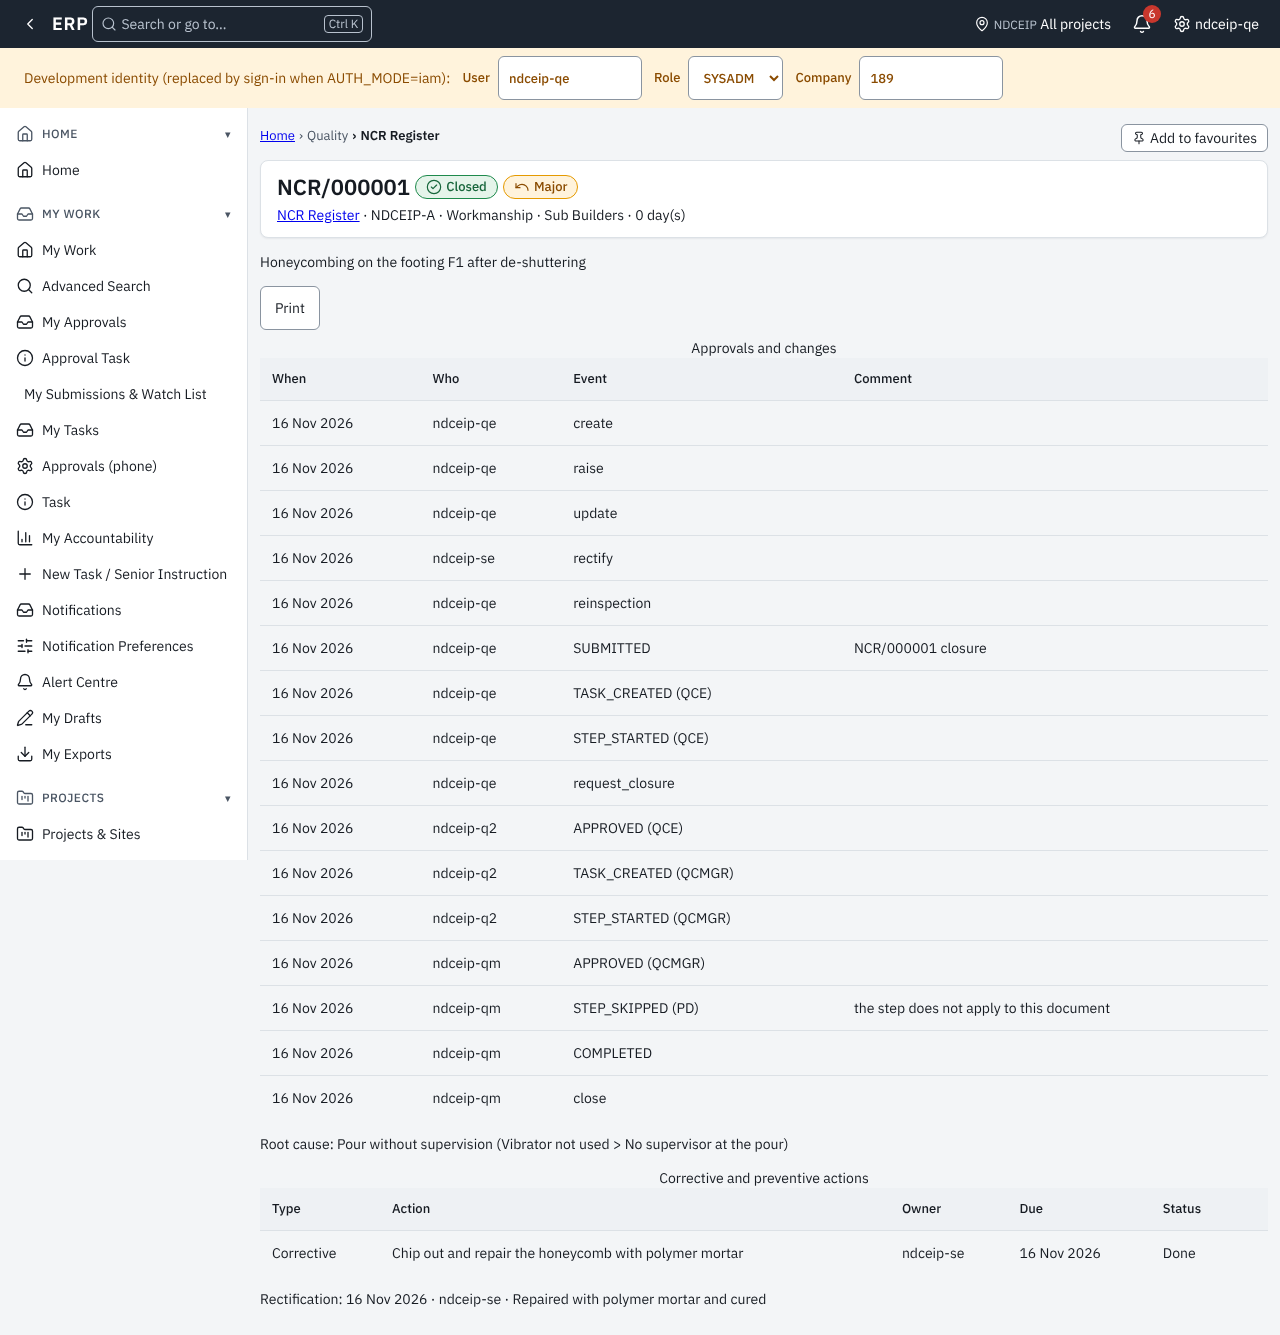 ERP Search or go to... Ctrl K NDCEIP All projects 6 ndceip-qe
Development identity (replaced by sign-in when AUTH_MODE=iam): User ndceip-qe Role SYSADM Company 189
HOME
Home
MY WORK
My Work
Advanced Search
My Approvals
Approval Task
My Submissions & Watch List
My Tasks
Approvals (phone)
Task
My Accountability
New Task / Senior Instruction
Notifications
Notification Preferences
Alert Centre
My Drafts
My Exports
PROJECTS
Projects & Sites
Home › Quality › NCR Register
Add to favourites
NCR/000001 Closed Major
NCR Register · NDCEIP-A · Workmanship · Sub Builders · 0 day(s)
Honeycombing on the footing F1 after de-shuttering
Print
Approvals and changes
When Who Event Comment
16 Nov 2026 ndceip-qe create
16 Nov 2026 ndceip-qe raise
16 Nov 2026 ndceip-qe update
16 Nov 2026 ndceip-se rectify
16 Nov 2026 ndceip-qe reinspection
16 Nov 2026 ndceip-qe SUBMITTED NCR/000001 closure
16 Nov 2026 ndceip-qe TASK_CREATED (QCE)
16 Nov 2026 ndceip-qe STEP_STARTED (QCE)
16 Nov 2026 ndceip-qe request_closure
16 Nov 2026 ndceip-q2 APPROVED (QCE)
16 Nov 2026 ndceip-q2 TASK_CREATED (QCMGR)
16 Nov 2026 ndceip-q2 STEP_STARTED (QCMGR)
16 Nov 2026 ndceip-qm APPROVED (QCMGR)
16 Nov 2026 ndceip-qm STEP_SKIPPED (PD) the step does not apply to this document
16 Nov 2026 ndceip-qm COMPLETED
16 Nov 2026 ndceip-qm close
Root cause: Pour without supervision (Vibrator not used > No supervisor at the pour)
Corrective and preventive actions
Type Action Owner Due Status
Corrective Chip out and repair the honeycomb with polymer mortar ndceip-se 16 Nov 2026 Done
Rectification: 16 Nov 2026 · ndceip-se · Repaired with polymer mortar and cured